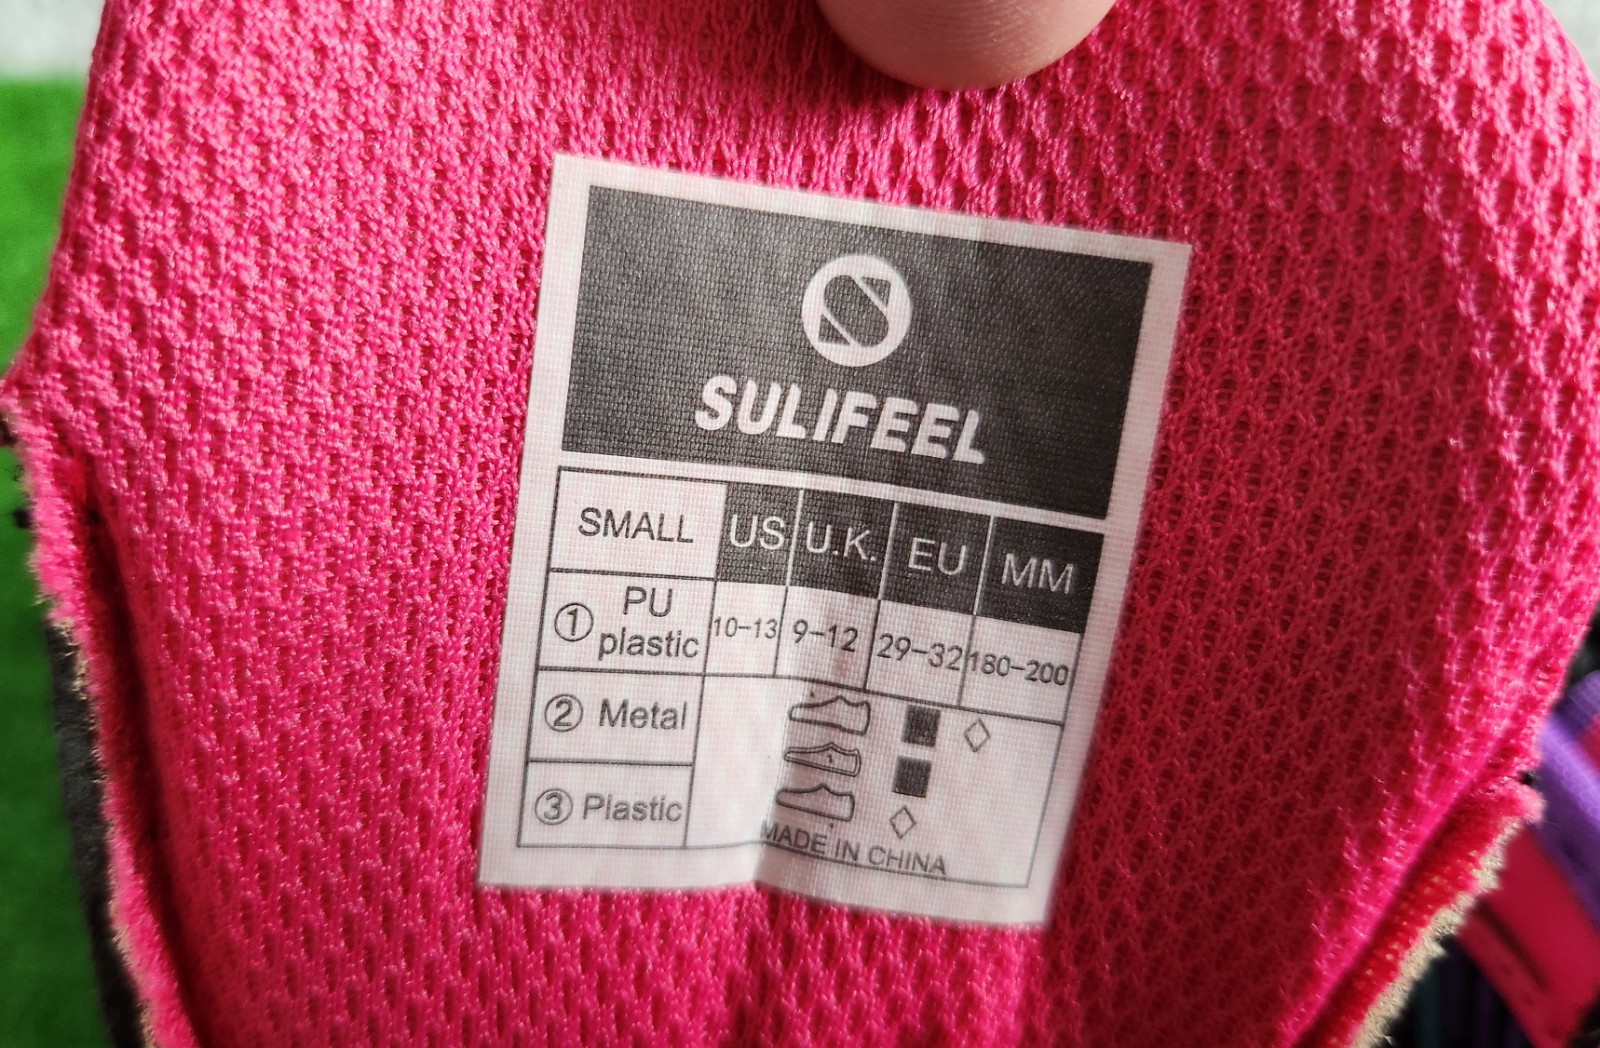 SULIFEEL
SMALL US U.K. EU MM
① PU plastic 10-13 9-12 29-32 180-200
② Metal
③ Plastic
MADE IN CHINA